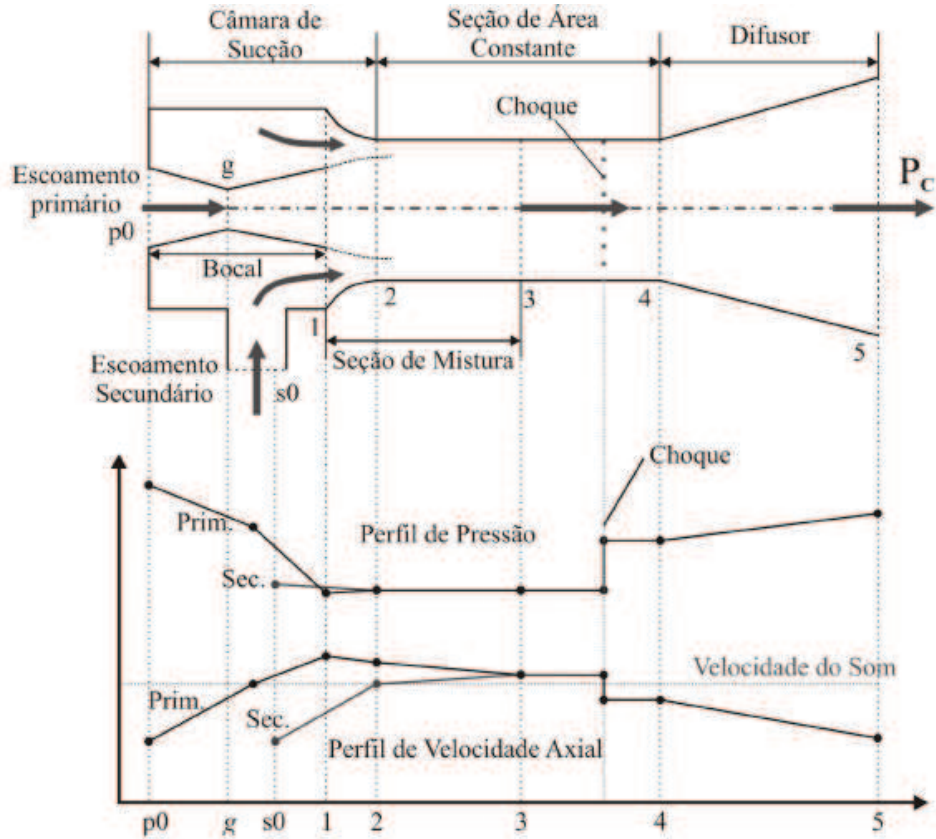 Câmara de
Sucção
Seção de Área
Constante
Difusor
Choque
g
Escoamento
primário
p0
P_C
Bocal
1
2
3
4
5
Seção de Mistura
Escoamento
Secundário
s0
Choque
Prim.
Perfil de Pressão
Sec.
Velocidade do Som
Prim.
Sec.
Perfil de Velocidade Axial
p0 g s0 1 2 3 4 5